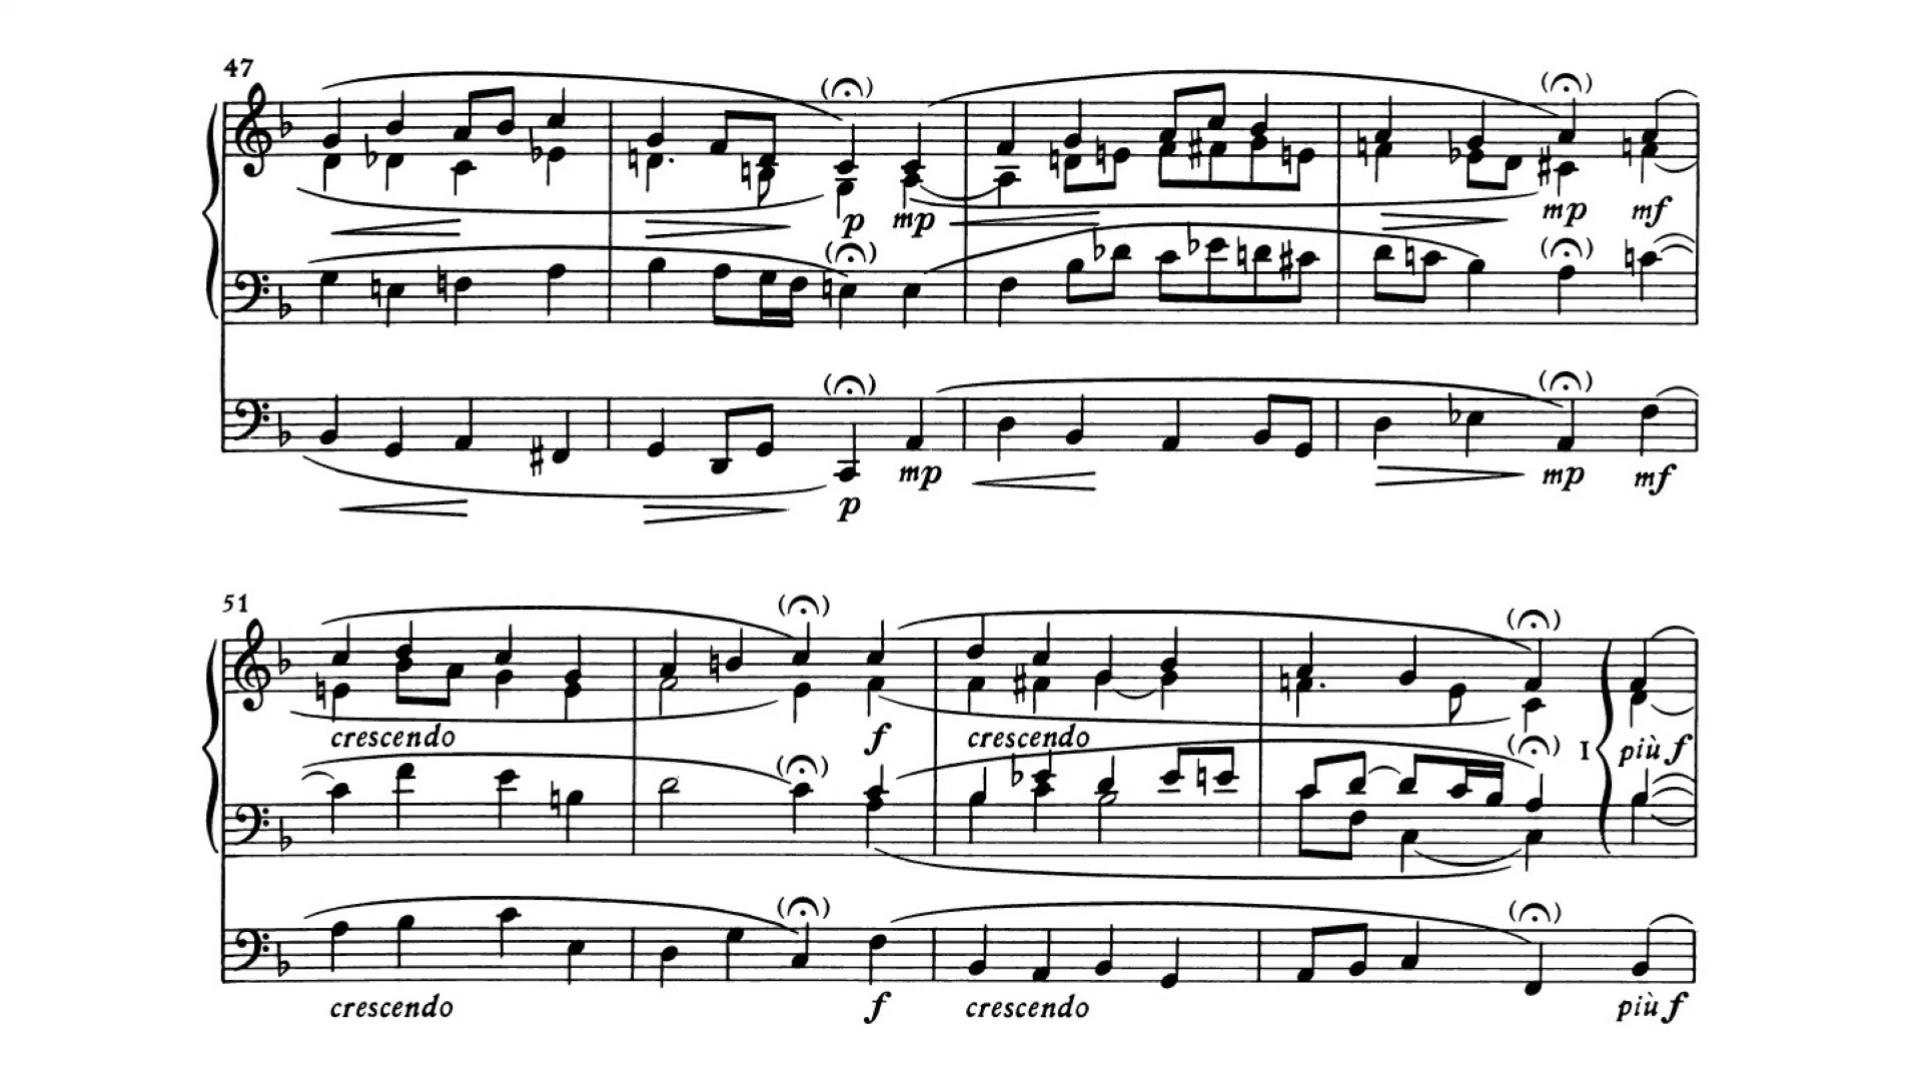 47
p mp mp mf
mp mp mf
p
51
crescendo f crescendo
I più f
crescendo f crescendo più f